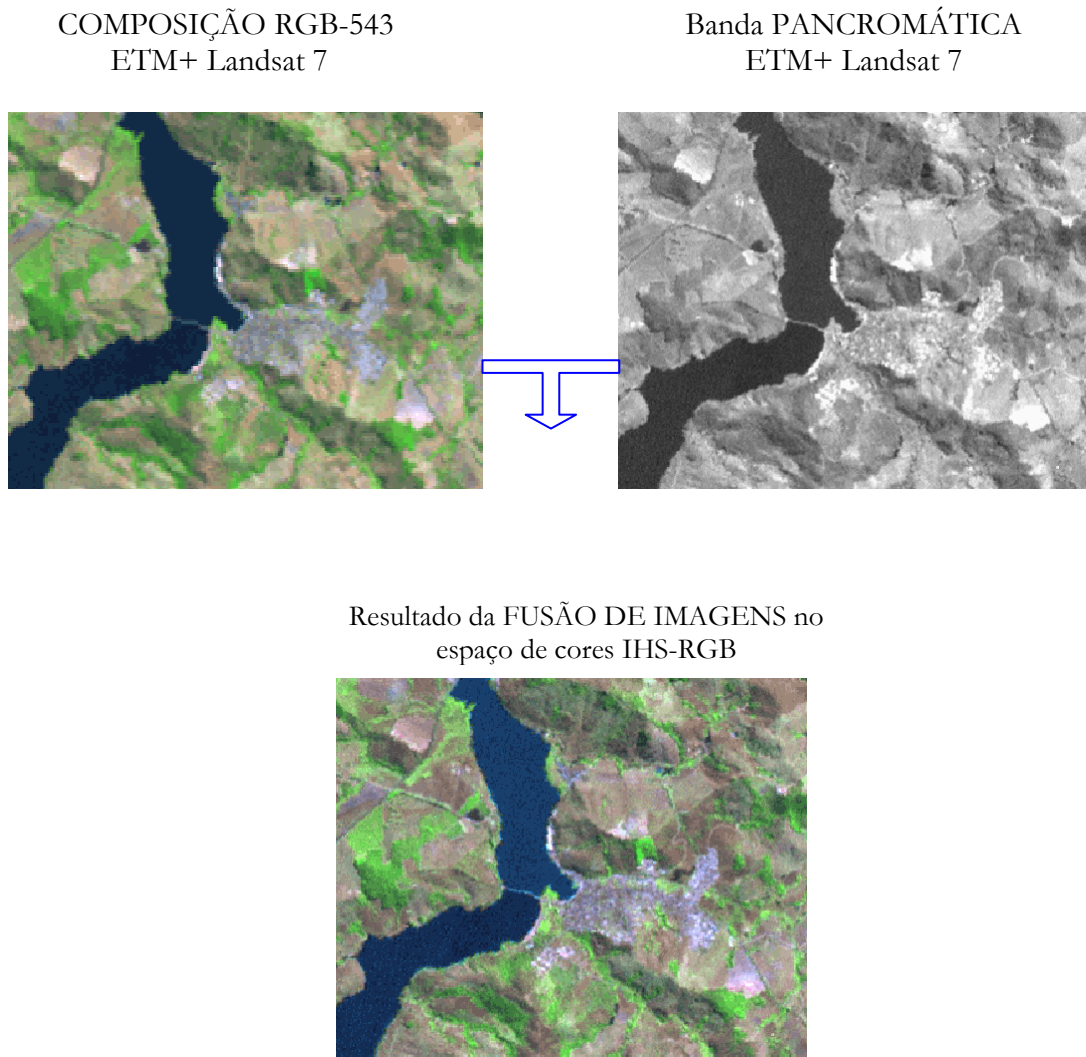 COMPOSIÇÃO RGB-543
ETM+ Landsat 7
Banda PANCROMÁTICA
ETM+ Landsat 7
Resultado da FUSÃO DE IMAGENS no
espaço de cores IHS-RGB